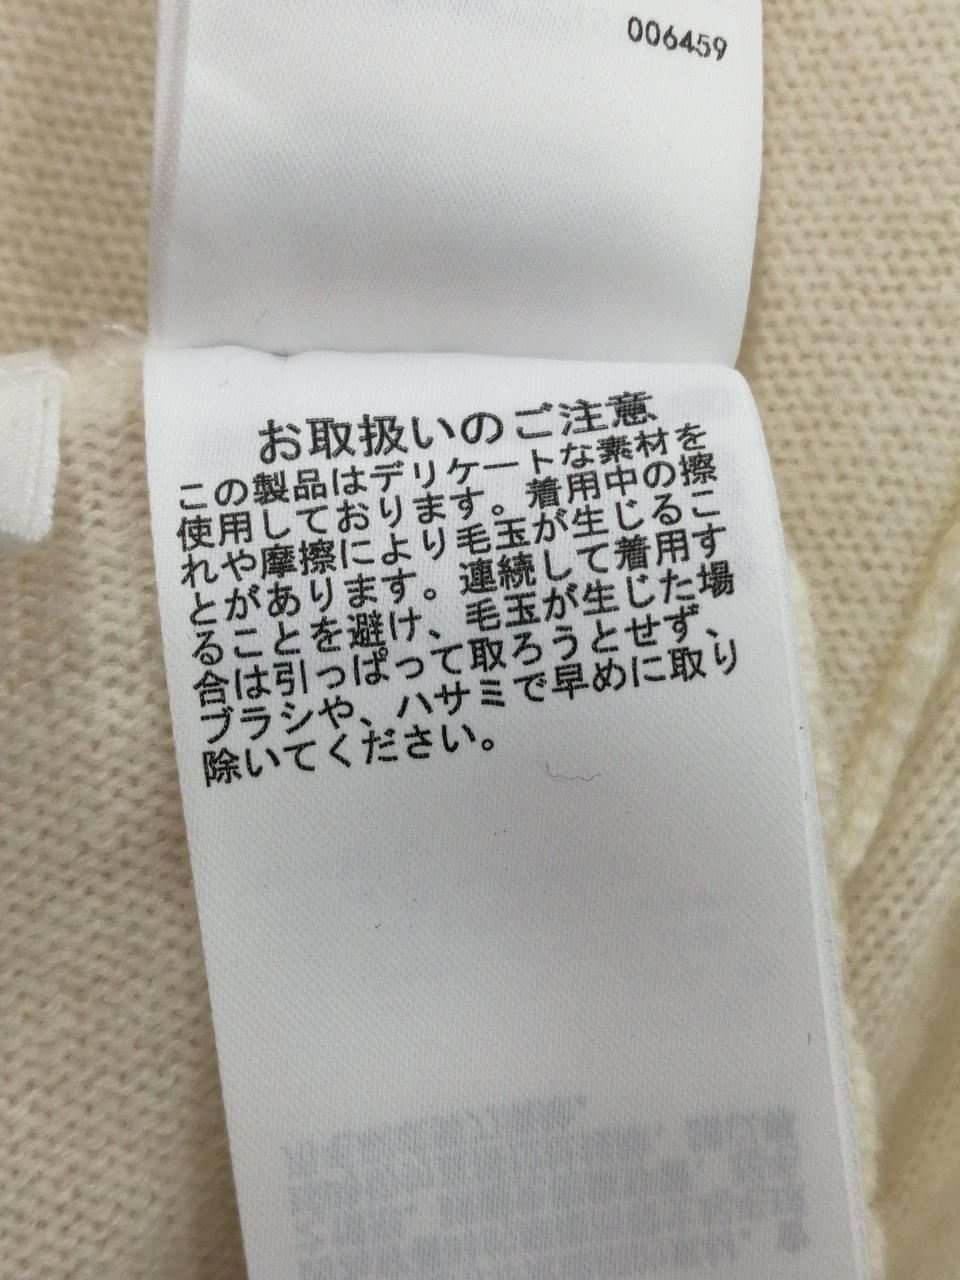 006459
お取扱いのご注意
この製品はデリケートな素材を
使用しております。着用中の擦
れや摩擦により毛玉が生じるこ
とがあります。連続して着用す
ることを避け、毛玉が生じた場
合は引っぱって取ろうとせず、
ブラシや、ハサミで早めに取り
除いてください。